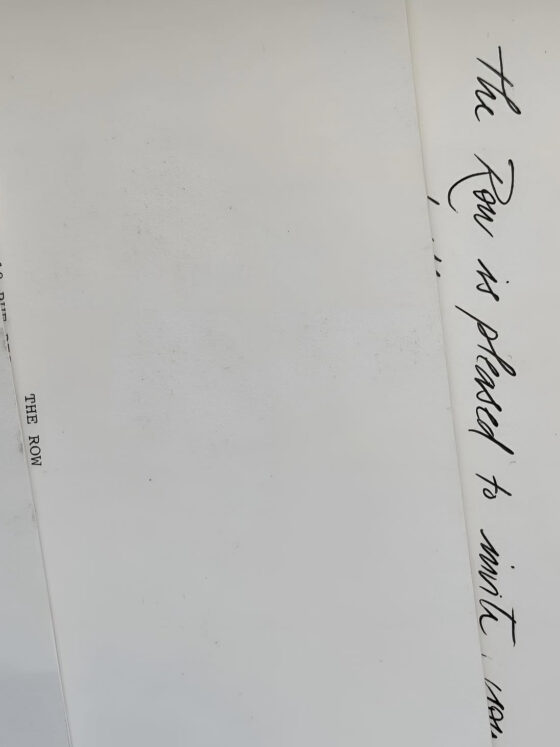 The Row is pleased to invite
THE ROW